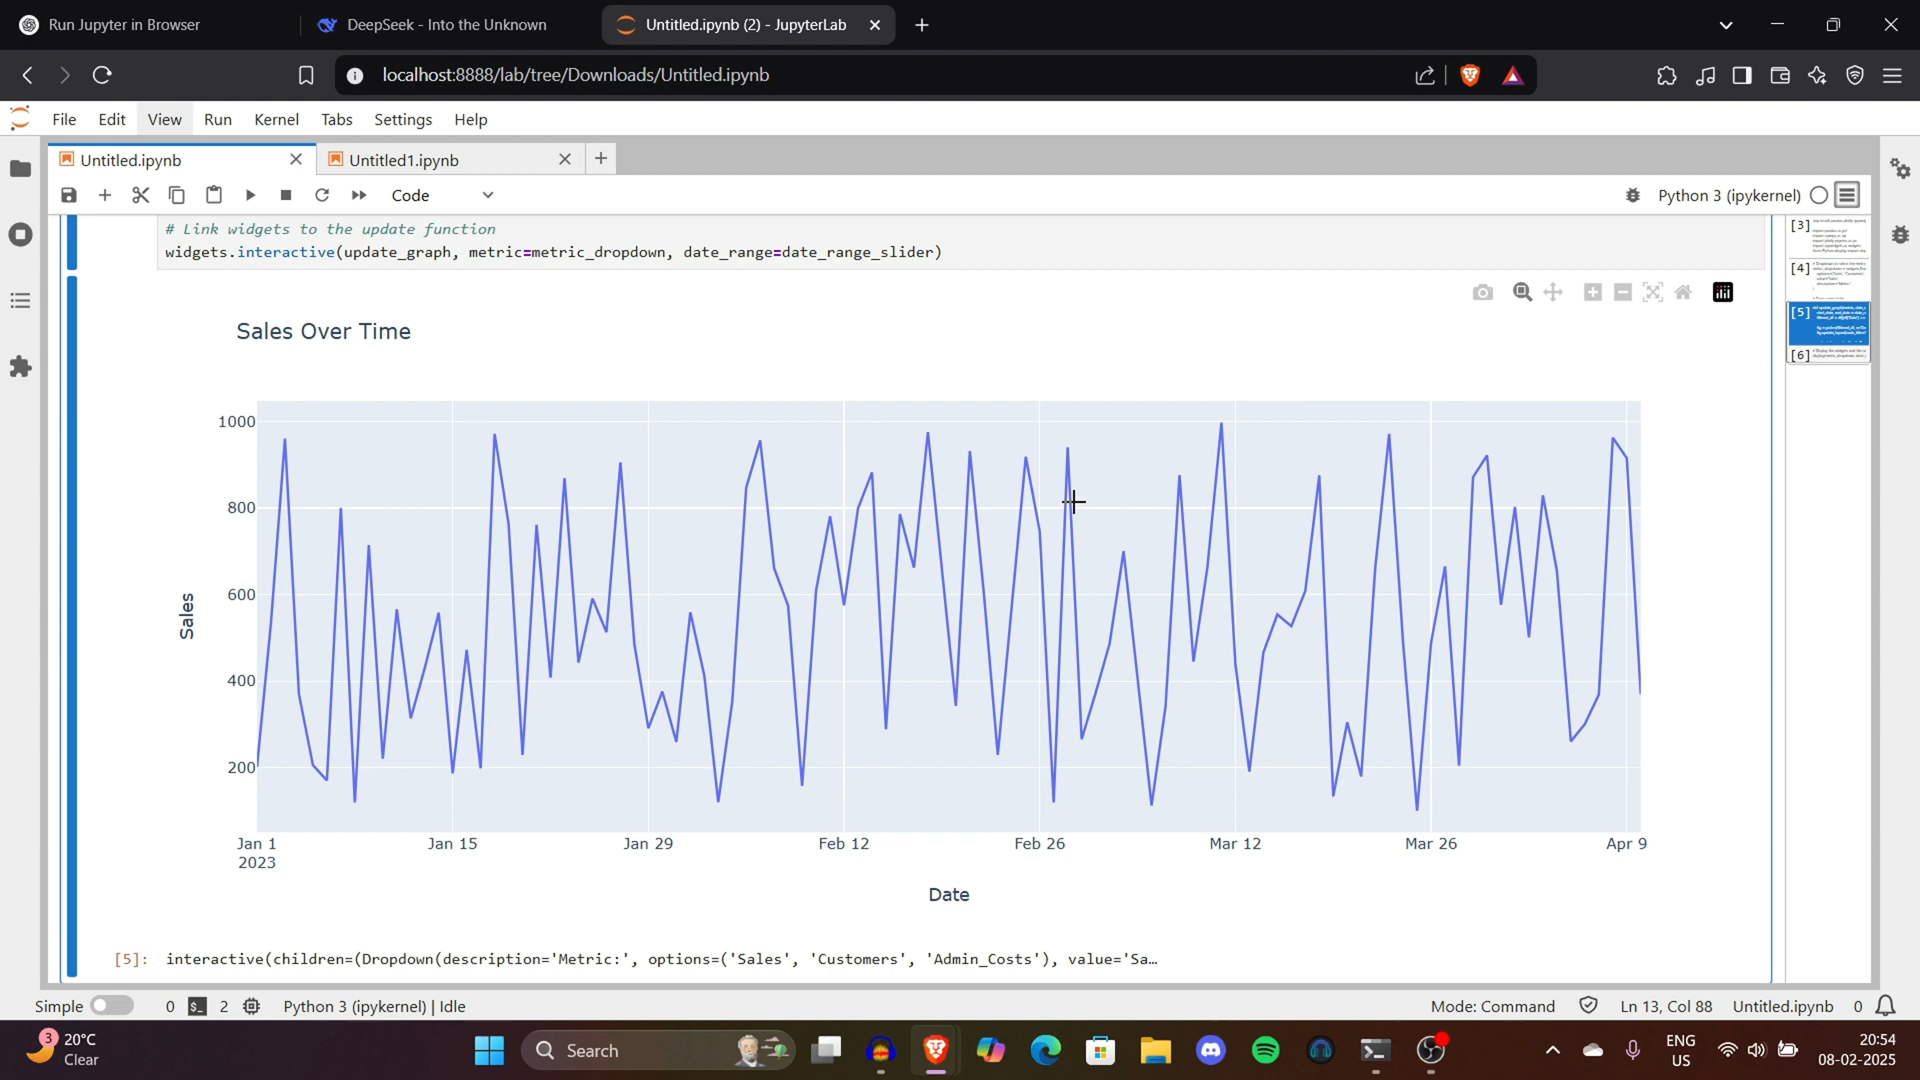 Run Jupyter in Browser
DeepSeek - Into the Unknown
Untitled.ipynb (2) - JupyterLab
localhost:8888/lab/tree/Downloads/Untitled.ipynb
File Edit View Run Kernel Tabs Settings Help
Untitled.ipynb
Untitled1.ipynb
Code
Python 3 (ipykernel)
# Link widgets to the update function
widgets.interactive(update_graph, metric=metric_dropdown, date_range=date_range_slider)
[3]
[4]
[5]
[6]
Sales Over Time
1000
800
600
400
200
Sales
Jan 1
2023
Jan 15
Jan 29
Feb 12
Feb 26
Mar 12
Mar 26
Apr 9
Date
[5]: interactive(children=(Dropdown(description='Metric:', options=('Sales', 'Customers', 'Admin_Costs'), value='Sa…
Simple 0 $_ 2 Python 3 (ipykernel) | Idle
Mode: Command Ln 13, Col 88 Untitled.ipynb 0
3
20°C
Clear
Search
ENG
US
20:54
08-02-2025